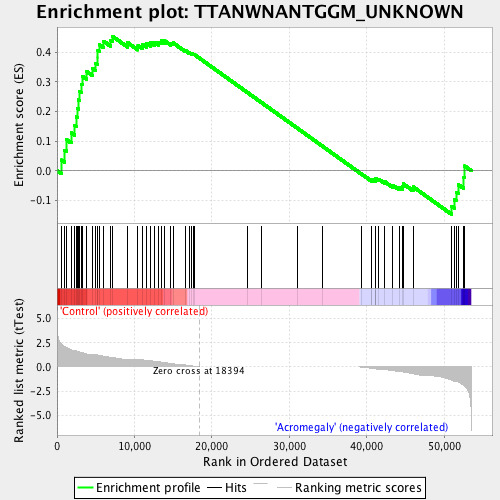 Enrichment plot: TTANWNANTGGM_UNKNOWN
Enrichment score (ES)
0.4
0.3
0.2
0.1
0.0
-0.1
'Control' (positively correlated)
Ranked list metric (tTest)
5.0
2.5
0.0
-2.5
-5.0
Zero cross at 18394
'Acromegaly' (negatively correlated)
0
10,000
20,000
30,000
40,000
50,000
Rank in Ordered Dataset
Enrichment profile
Hits
Ranking metric scores